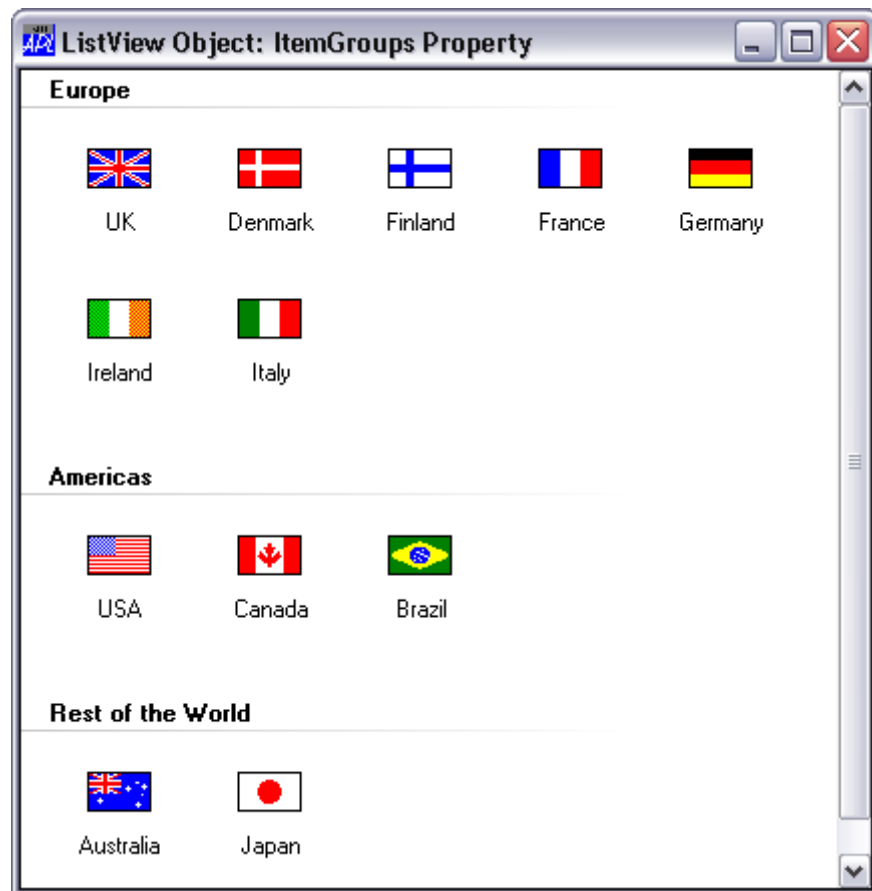 APL ListView Object: ItemGroups Property
Europe
UK Denmark Finland France Germany
Ireland Italy
Americas
USA Canada Brazil
Rest of the World
Australia Japan